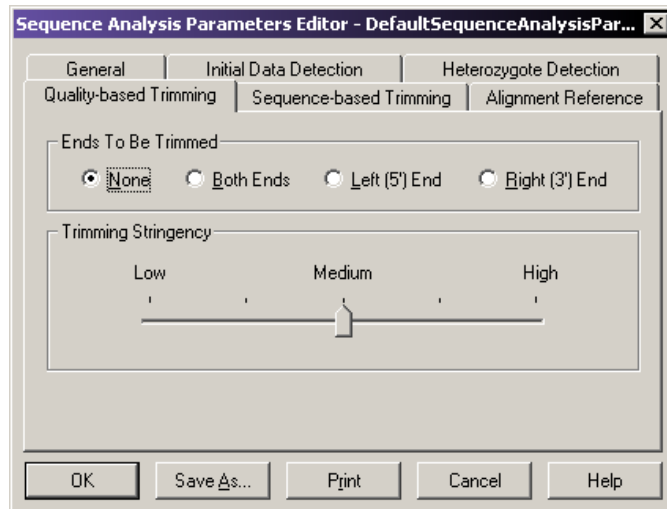 Sequence Analysis Parameters Editor - DefaultSequenceAnalysisPar...
General Initial Data Detection Heterozygote Detection
Quality-based Trimming Sequence-based Trimming Alignment Reference
Ends To Be Trimmed
None Both Ends Left (5') End Right (3') End
Trimming Stringency
Low Medium High
OK Save As... Print Cancel Help